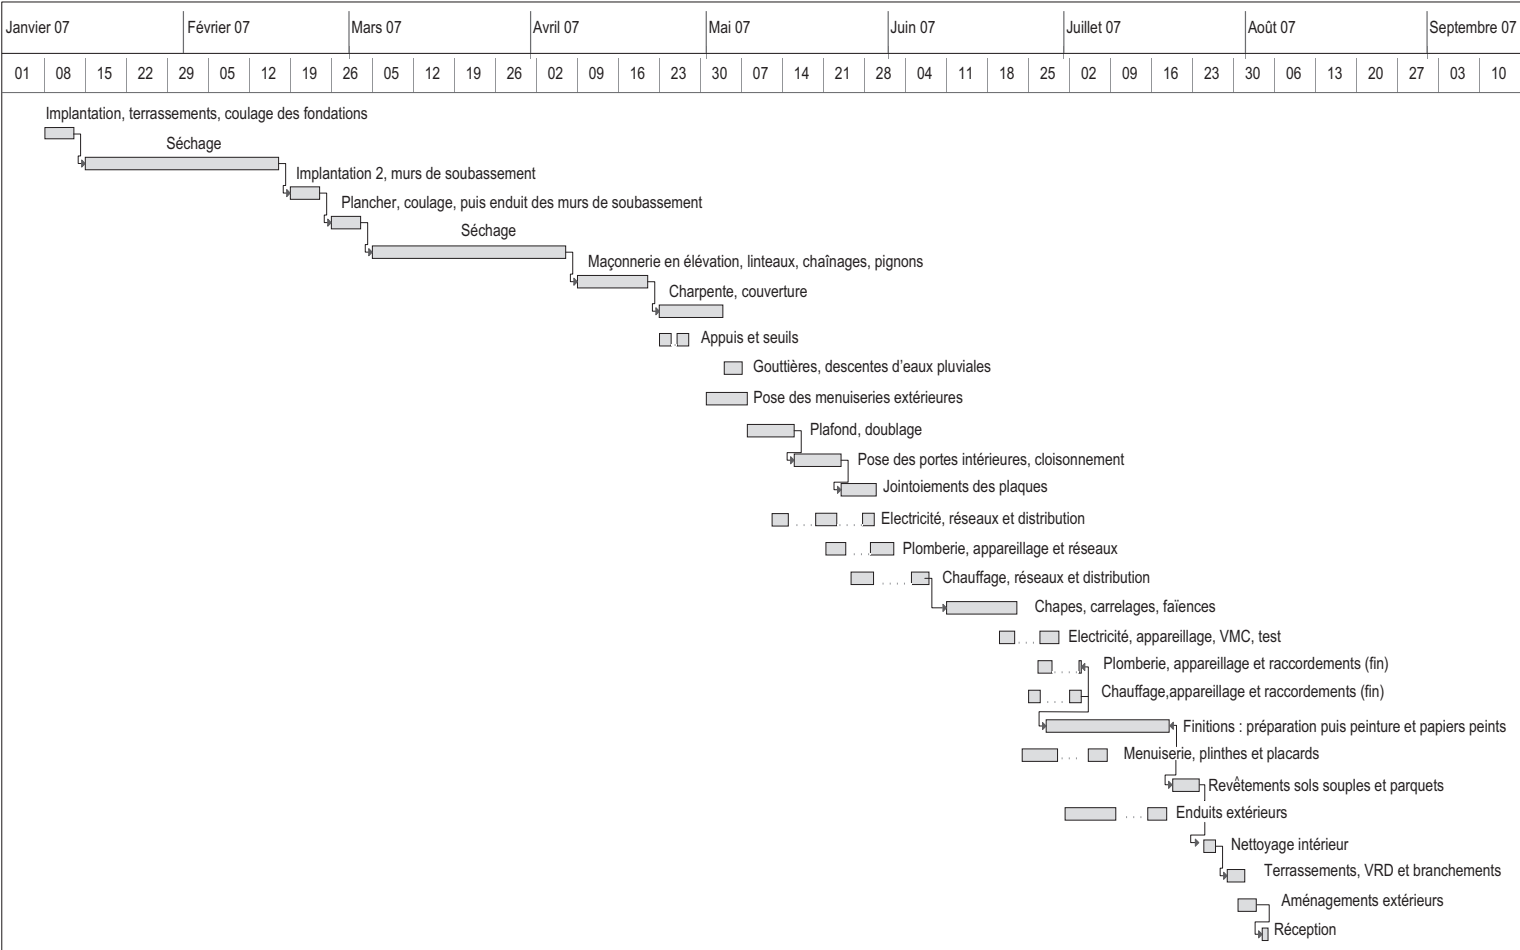 Janvier 07 Février 07 Mars 07 Avril 07 Mai 07 Juin 07 Juillet 07 Août 07 Septembre 07
01 08 15 22 29 05 12 19 26 05 12 19 26 02 09 16 23 30 07 14 21 28 04 11 18 25 02 09 16 23 30 06 13 20 27 03 10
Implantation, terrassements, coulage des fondations
Séchage
Implantation 2, murs de soubassement
Plancher, coulage, puis enduit des murs de soubassement
Séchage
Maçonnerie en élévation, linteaux, chaînages, pignons
Charpente, couverture
Appuis et seuils
Gouttières, descentes d'eaux pluviales
Pose des menuiseries extérieures
Plafond, doublage
Pose des portes intérieures, cloisonnement
Jointoiements des plaques
Electricité, réseaux et distribution
Plomberie, appareillage et réseaux
Chauffage, réseaux et distribution
Chapes, carrelages, faïences
Electricité, appareillage, VMC, test
Plomberie, appareillage et raccordements (fin)
Chauffage,appareillage et raccordements (fin)
Finitions : préparation puis peinture et papiers peints
Menuiserie, plinthes et placards
Revêtements sols souples et parquets
Enduits extérieurs
Nettoyage intérieur
Terrassements, VRD et branchements
Aménagements extérieurs
Réception